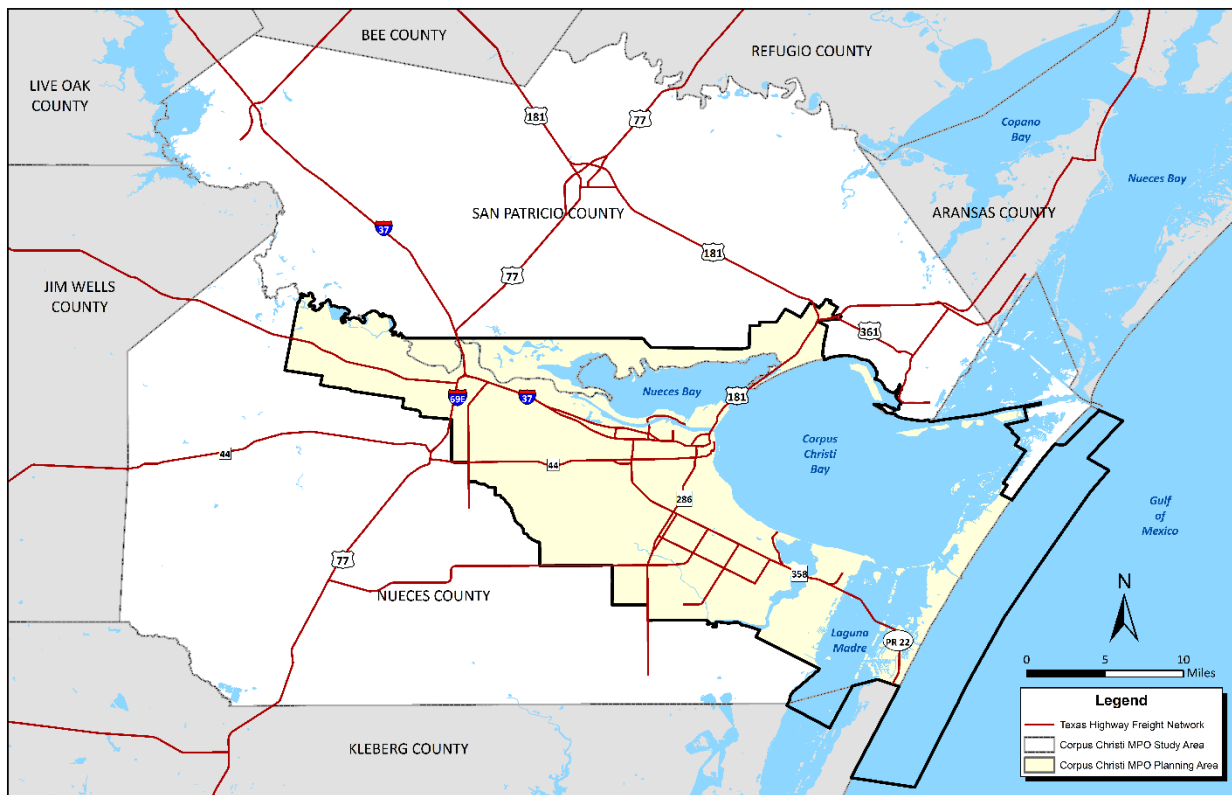 BEE COUNTY
REFUGIO COUNTY
LIVE OAK
COUNTY
181
77
Copano
Bay
Nueces Bay
SAN PATRICIO COUNTY
ARANSAS COUNTY
37
181
77
JIM WELLS
COUNTY
361
Nueces Bay
181
69E
37
Corpus
Christi
Bay
44
44
286
Gulf
of
Mexico
77
358
NUECES COUNTY
N
Laguna
Madre
PR 22
0 5 10
Miles
Legend
Texas Highway Freight Network
Corpus Christi MPO Study Area
Corpus Christi MPO Planning Area
KLEBERG COUNTY